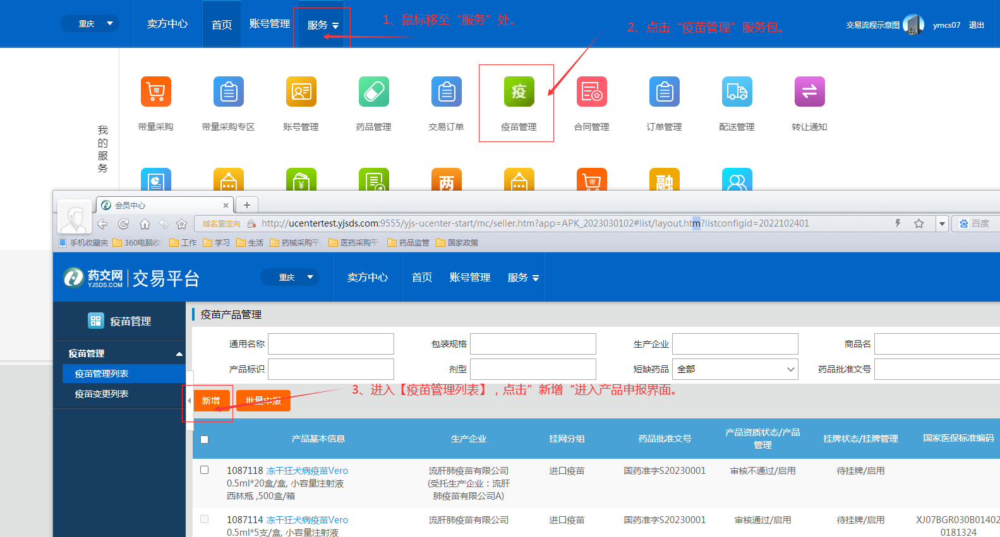 重庆
卖方中心
首页
账号管理
服务
1、鼠标移至“服务”处。
2、点击“疫苗管理”服务包。
交易流程示意图
ymcs07
退出
我的服务
带
疫
带量采购
带量采购专区
账号管理
药品管理
交易订单
疫苗管理
合同管理
订单管理
配送管理
转让通知
¥
两
带
融
会员中心
域名重定向
http://ucentertest.yjsds.com:9555/yjs-ucenter-start/mc/seller.htm?app=APK_2023030102#list/layout.htm?listconfigid=2022102401
百度
手机收藏夹
360电脑收
工作
学习
生活
药械采购平
医药采购平
药品监管
国家政策
药交网
YJSDS.COM
交易平台
重庆
卖方中心
首页
账号管理
服务
疫苗管理
疫苗管理
疫苗管理列表
疫苗变更列表
疫苗产品管理
通用名称
包装规格
生产企业
商品名
产品标识
剂型
短缺药品
全部
药品批准文号
3、进入【疫苗管理列表】，点击”新增“进入产品申报界面。
新增
批量申报
产品基本信息
生产企业
挂网分组
药品批准文号
产品资质状态/产品
管理
挂牌状态/挂牌管理
国家医保标准编码
1087118 冻干狂犬病疫苗Vero
0.5ml*20盒/盒, 小容量注射液
西林瓶 ,500盒/箱
流肝肺疫苗有限公司
(受托生产企业：流肝
肺疫苗有限公司A)
进口疫苗
国药准字S20230001
审核不通过/启用
待挂牌/启用
1087114 冻干狂犬病疫苗Vero
0.5ml*5支/盒, 小容量注射液
流肝肺疫苗有限公司
进口疫苗
国药准字S20230001
审核通过/启用
待挂牌/启用
XJ07BGR030B01402
0181324